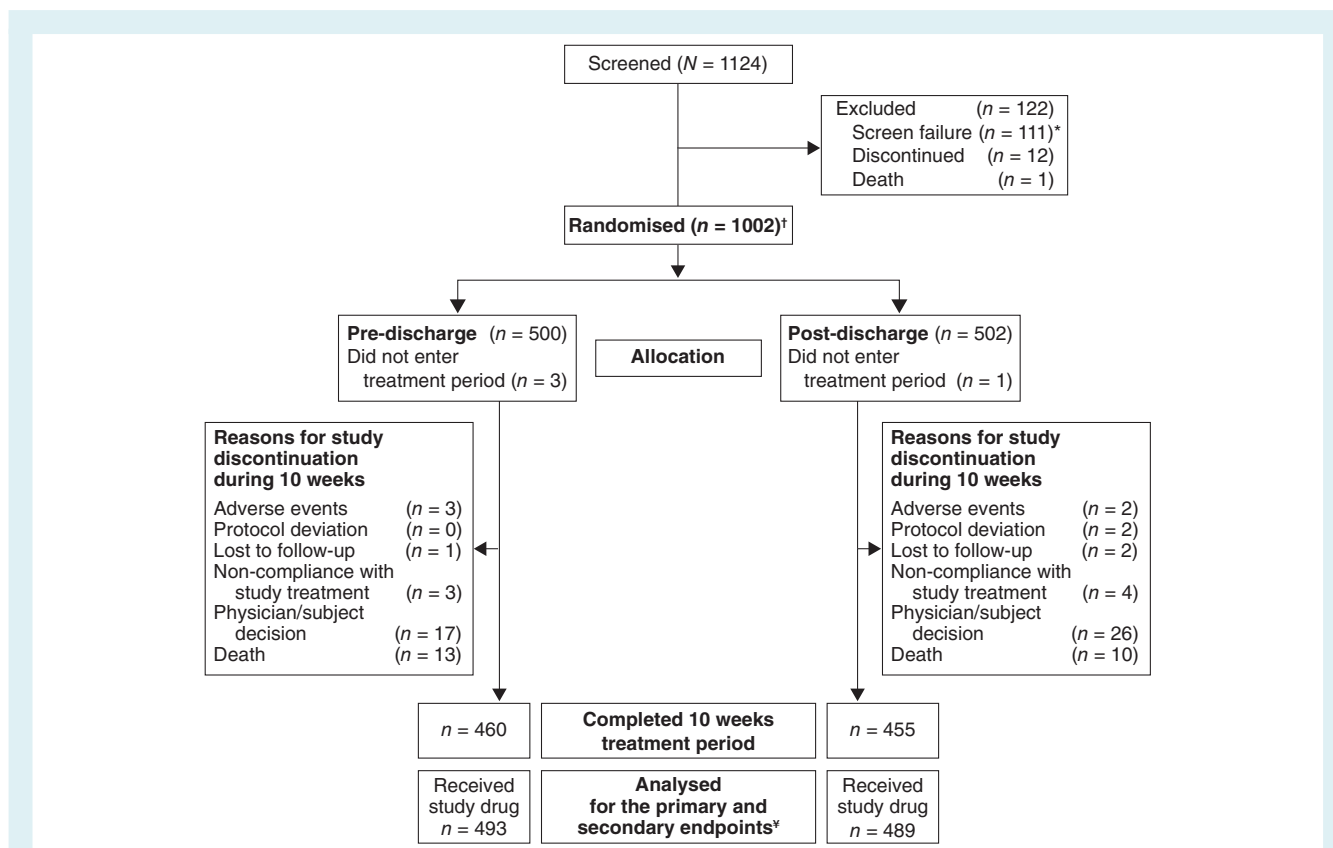 Screened (N = 1124)
Excluded (n = 122)
Screen failure (n = 111)*
Discontinued (n = 12)
Death (n = 1)
Randomised (n = 1002)†
Pre-discharge (n = 500)
Did not enter
treatment period (n = 3)
Allocation
Post-discharge (n = 502)
Did not enter
treatment period (n = 1)
Reasons for study
discontinuation
during 10 weeks
Adverse events (n = 3)
Protocol deviation (n = 0)
Lost to follow-up (n = 1)
Non-compliance with
study treatment (n = 3)
Physician/subject
decision (n = 17)
Death (n = 13)
Reasons for study
discontinuation
during 10 weeks
Adverse events (n = 2)
Protocol deviation (n = 2)
Lost to follow-up (n = 2)
Non-compliance with
study treatment (n = 4)
Physician/subject
decision (n = 26)
Death (n = 10)
n = 460
Completed 10 weeks
treatment period
n = 455
Received
study drug
n = 493
Analysed
for the primary and
secondary endpoints¥
Received
study drug
n = 489